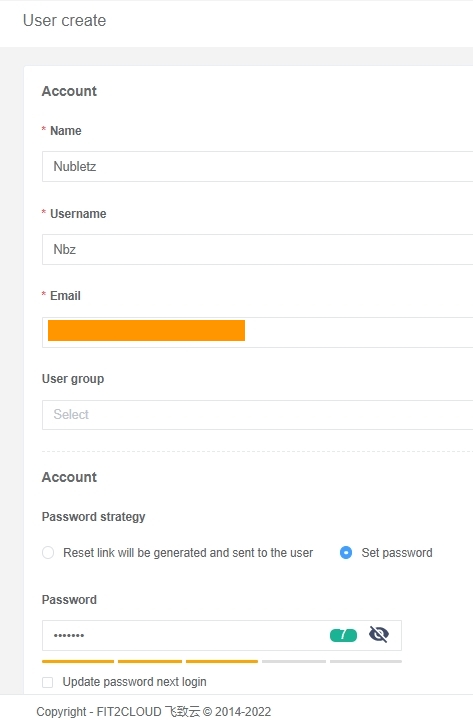 User create
Account
* Name
Nubletz
* Username
Nbz
* Email
User group
Select
Account
Password strategy
Reset link will be generated and sent to the user Set password
Password
••••••• 7
Update password next login
Copyright - FIT2CLOUD 飞致云 © 2014-2022